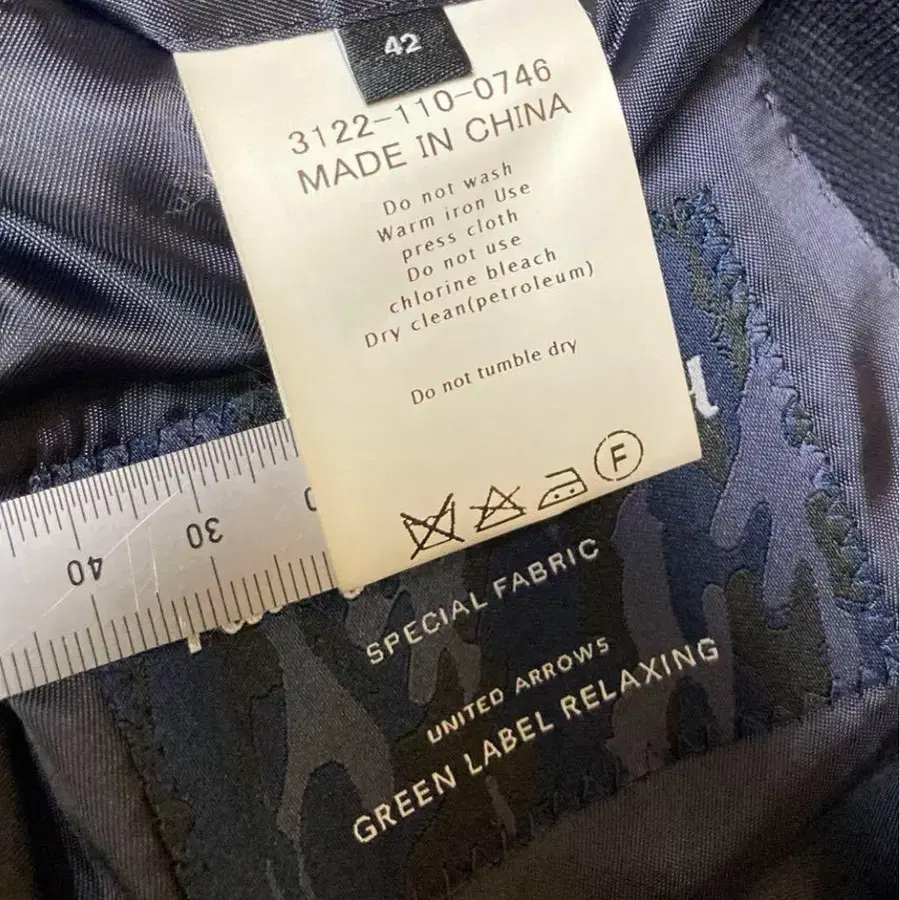 42
3122-110-0746
MADE IN CHINA
Do not wash
Warm iron Use
press cloth
Do not use
chlorine bleach
Dry clean(petroleum)
Do not tumble dry
F
40
30
SPECIAL FABRIC
UNITED ARROWS
GREEN LABEL RELAXING